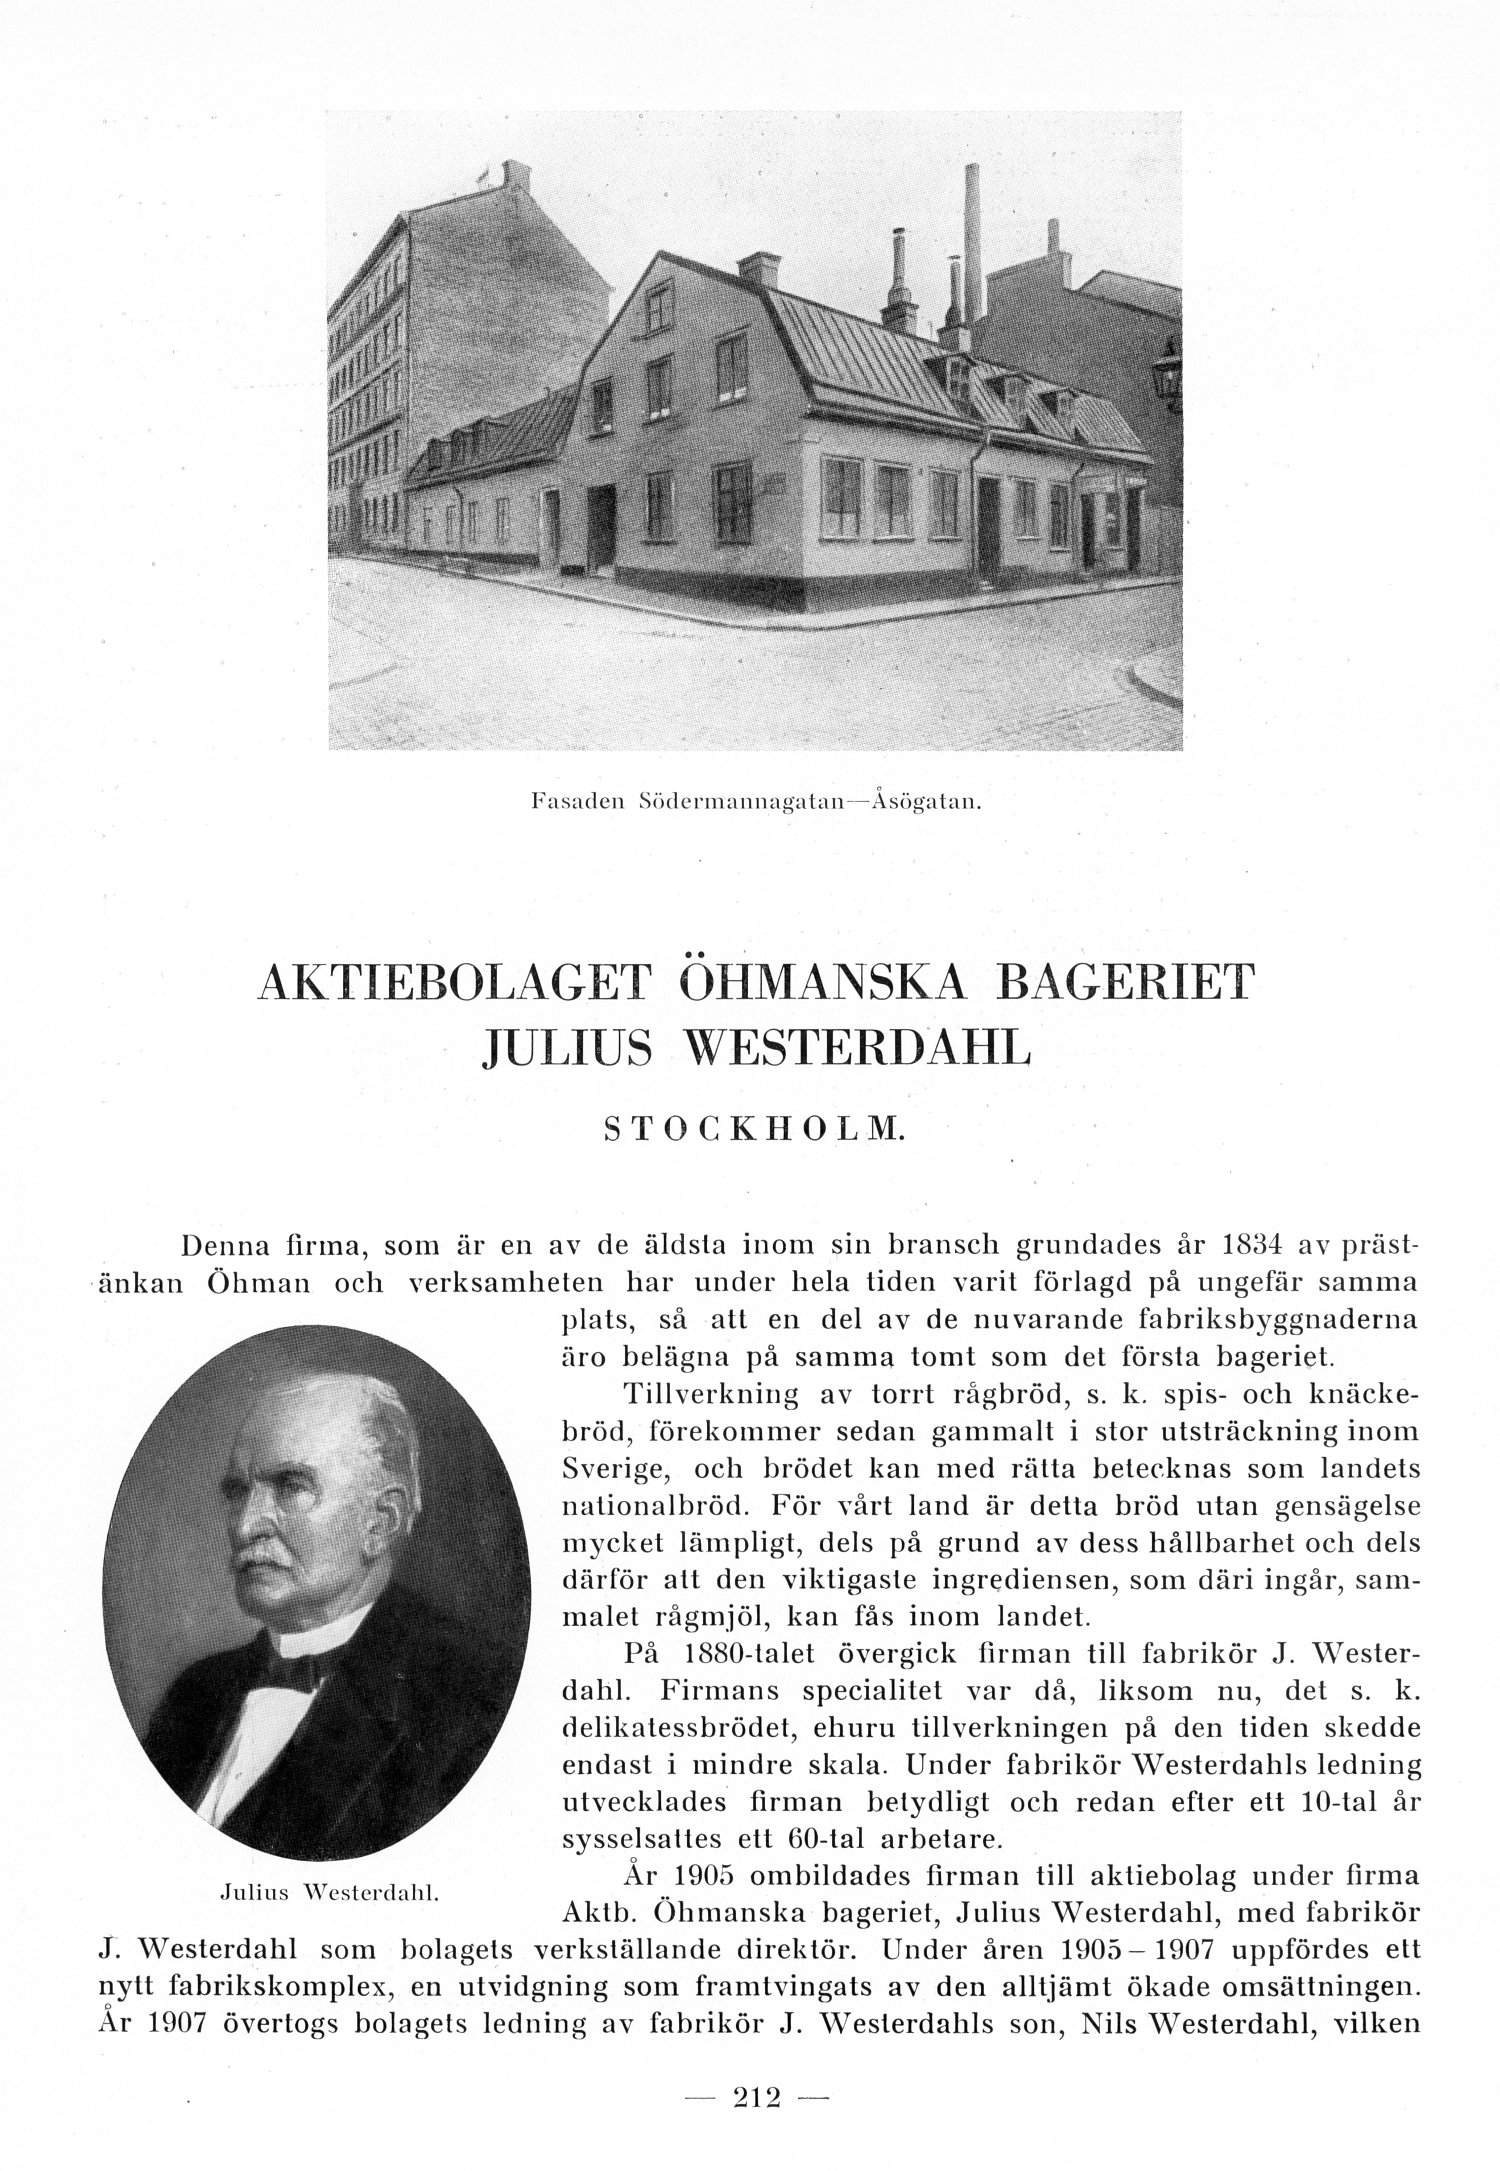 Fasaden Södermannagatan—Åsögatan.
AKTIEBOLAGET ÖHMANSKA BAGERIET
JULIUS WESTERDAHL
STOCKHOLM.
Denna firma, som är en av de äldsta inom sin bransch grundades år 1834 av präst-
änkan Öhman och verksamheten har under hela tiden varit förlagd på ungefär samma
plats, så att en del av de nuvarande fabriksbyggnaderna
äro belägna på samma tomt som det första bageriet.
Tillverkning av torrt rågbröd, s. k. spis- och knäcke-
bröd, förekommer sedan gammalt i stor utsträckning inom
Sverige, och brödet kan med rätta betecknas som landets
nationalbröd. För vårt land är detta bröd utan gensägelse
mycket lämpligt, dels på grund av dess hållbarhet och dels
därför att den viktigaste ingrediensen, som däri ingår, sam-
malet rågmjöl, kan fås inom landet.
På 1880-talet övergick firman till fabrikör J. Wester-
dahl. Firmans specialitet var då, liksom nu, det s. k.
delikatessbrödet, ehuru tillverkningen på den tiden skedde
endast i mindre skala. Under fabrikör Westerdahls ledning
utvecklades firman betydligt och redan efter ett 10-tal år
sysselsattes ett 60-tal arbetare.
År 1905 ombildades firman till aktiebolag under firma
Aktb. Öhmanska bageriet, Julius Westerdahl, med fabrikör
J. Westerdahl som bolagets verkställande direktör. Under åren 1905–1907 uppfördes ett
nytt fabrikskomplex, en utvidgning som framtvingats av den alltjämt ökade omsättningen.
År 1907 övertogs bolagets ledning av fabrikör J. Westerdahls son, Nils Westerdahl, vilken
Julius Westerdahl.
— 212 —